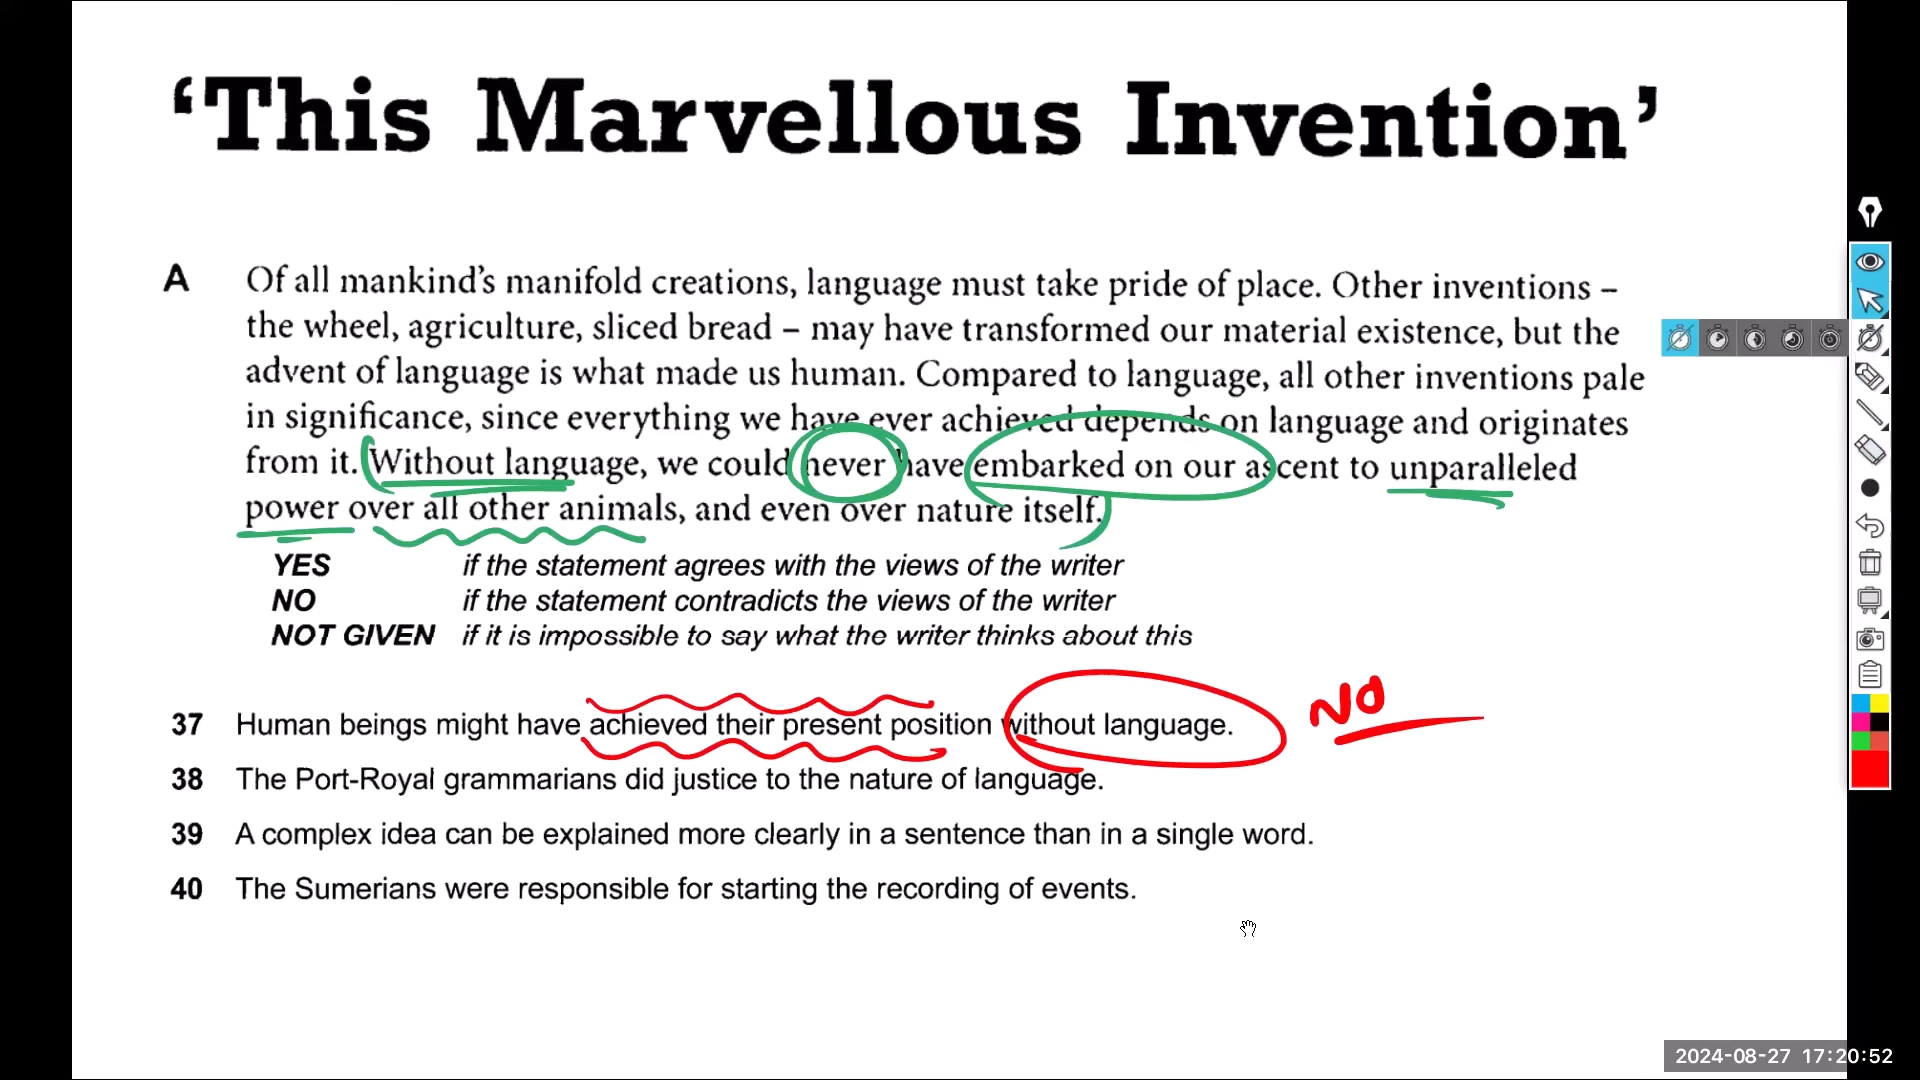 ‘This Marvellous Invention’
A Of all mankind’s manifold creations, language must take pride of place. Other inventions –
the wheel, agriculture, sliced bread – may have transformed our material existence, but the
advent of language is what made us human. Compared to language, all other inventions pale
in significance, since everything we have ever achieved depends on language and originates
from it. Without language, we could never have embarked on our ascent to unparalleled
power over all other animals, and even over nature itself.
YES if the statement agrees with the views of the writer
NO if the statement contradicts the views of the writer
NOT GIVEN if it is impossible to say what the writer thinks about this
37 Human beings might have achieved their present position without language. NO
38 The Port-Royal grammarians did justice to the nature of language.
39 A complex idea can be explained more clearly in a sentence than in a single word.
40 The Sumerians were responsible for starting the recording of events.
2024-08-27 17:20:52